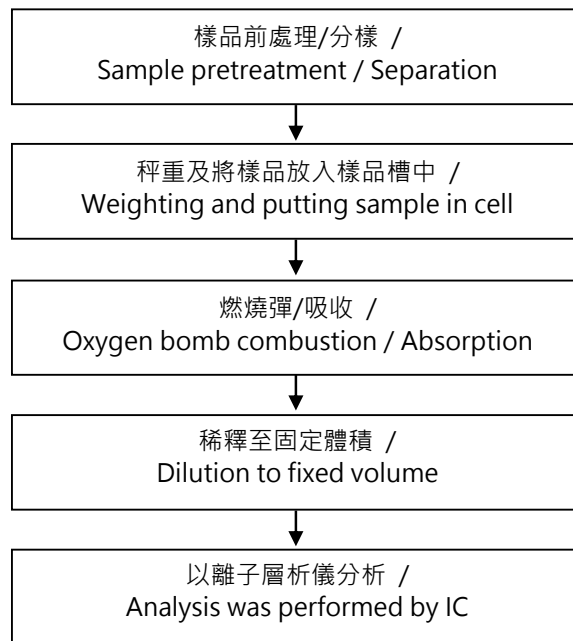 樣品前處理/分樣 /
Sample pretreatment / Separation
秤重及將樣品放入樣品槽中 /
Weighting and putting sample in cell
燃燒彈/吸收 /
Oxygen bomb combustion / Absorption
稀釋至固定體積 /
Dilution to fixed volume
以離子層析儀分析 /
Analysis was performed by IC